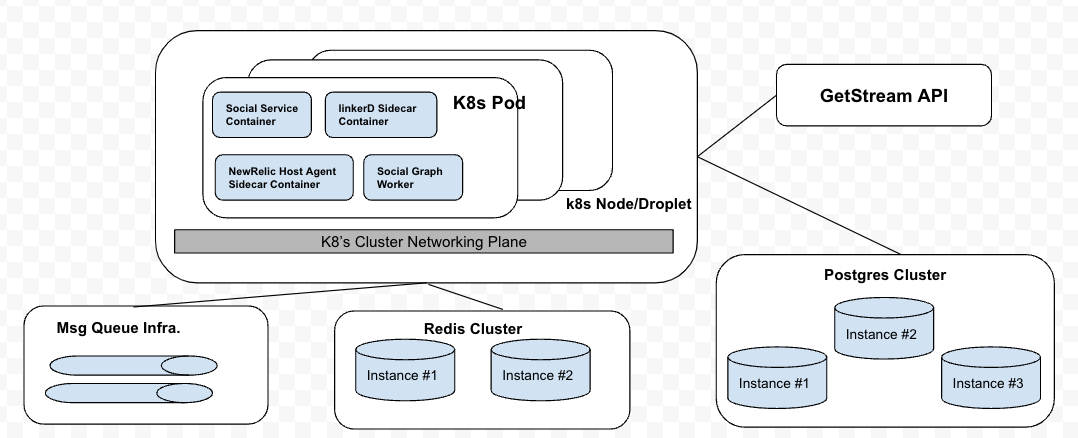 K8s Pod
Social Service
Container
linkerD Sidecar
Container
NewRelic Host Agent
Sidecar Container
Social Graph
Worker
k8s Node/Droplet
K8's Cluster Networking Plane
GetStream API
Msg Queue Infra.
Redis Cluster
Instance #1
Instance #2
Postgres Cluster
Instance #2
Instance #1
Instance #3